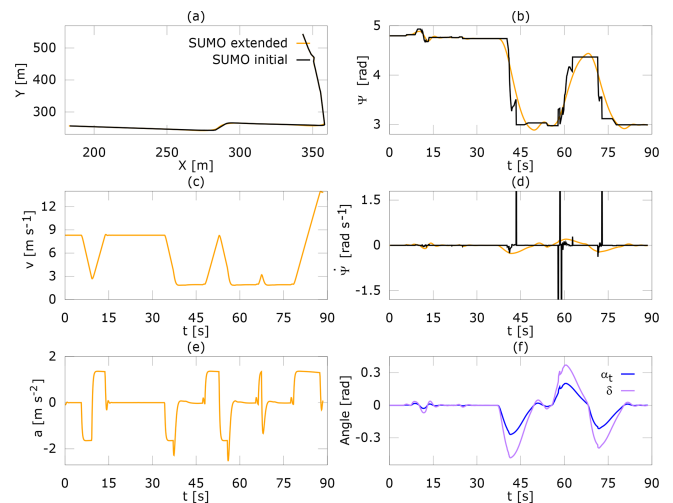 (a)
SUMO extended
SUMO initial
500
400
300
Y [m]
200 250 300 350
X [m]
(b)
5
4
3
Ψ [rad]
0 15 30 45 60 75 90
t [s]
(c)
12
9
6
3
0
v [m s-1]
0 15 30 45 60 75 90
t [s]
(d)
1.5
0
-1.5
Ψ̇ [rad s-1]
0 15 30 45 60 75 90
t [s]
(e)
2
0
-2
a [m s-2]
0 15 30 45 60 75 90
t [s]
(f)
αt
δ
0.3
0
-0.3
Angle [rad]
0 15 30 45 60 75 90
t [s]